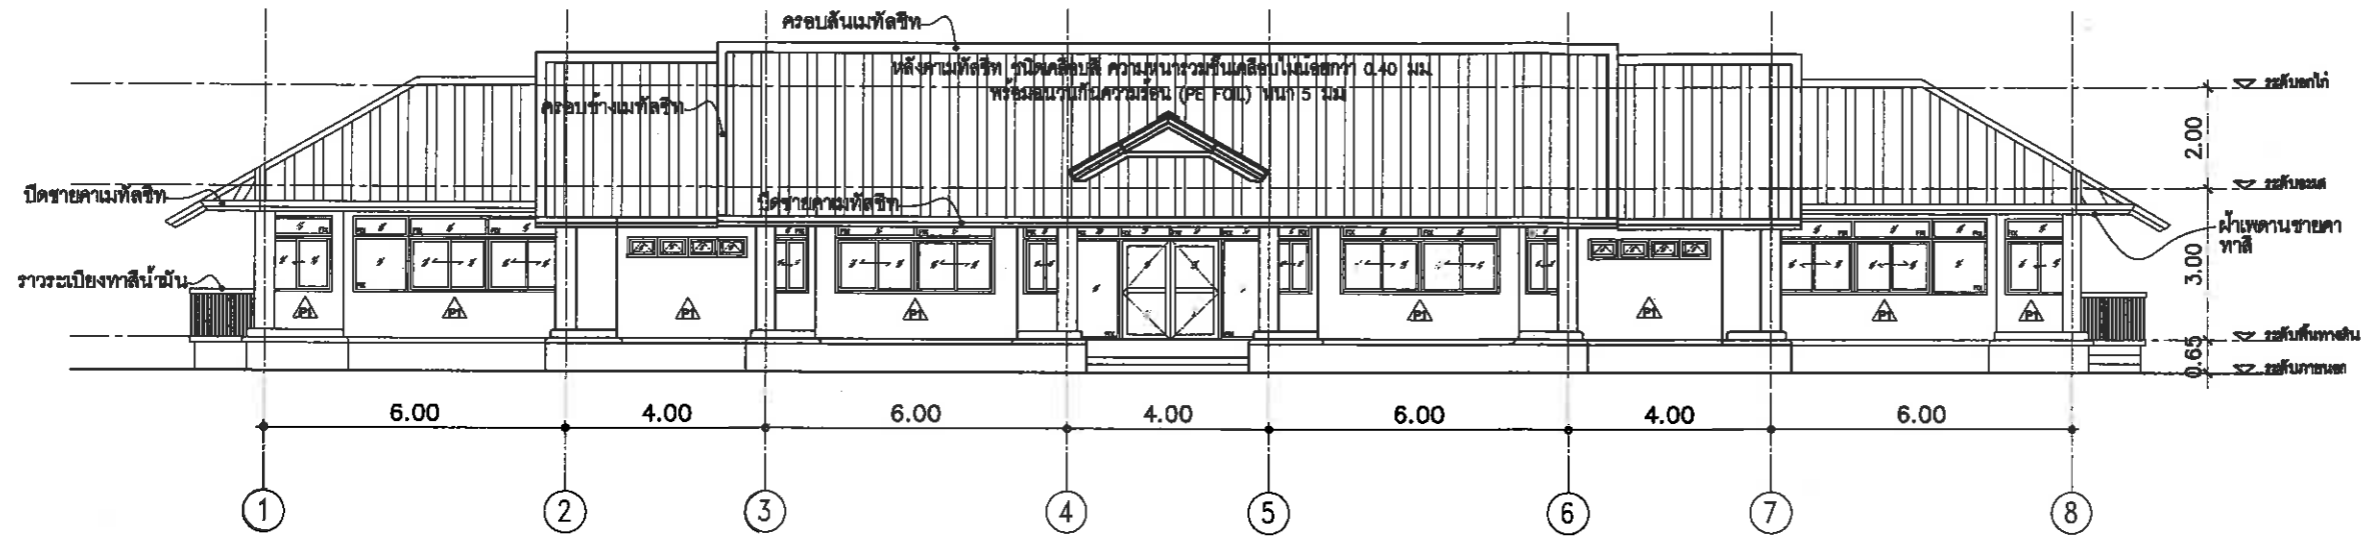 ครอบสันเมทัลชีท
หลังคาเมทัลชีท ชนิดเคลือบสี ความหนารวมชั้นเคลือบไม่น้อยกว่า 0.40 มม.
พร้อมฉนวนกันความร้อน (PE FOIL) หนา 5 มม
ครอบข้างเมทัลชีท
ระดับอกไก่
2.00
ระดับอะเส
ปิดชายคาเมทัลชีท
ปิดชายคาเมทัลชีท
ฝ้าเพดานชายคา
ทาสี
3.00
ราวระเบียงทาสีน้ำมัน
P1 P1 P1 P1 P1 P1 P1 P1
ระดับพื้นทางเดิน
0.65
ระดับภายนอก
6.00 4.00 6.00 4.00 6.00 4.00 6.00
1 2 3 4 5 6 7 8